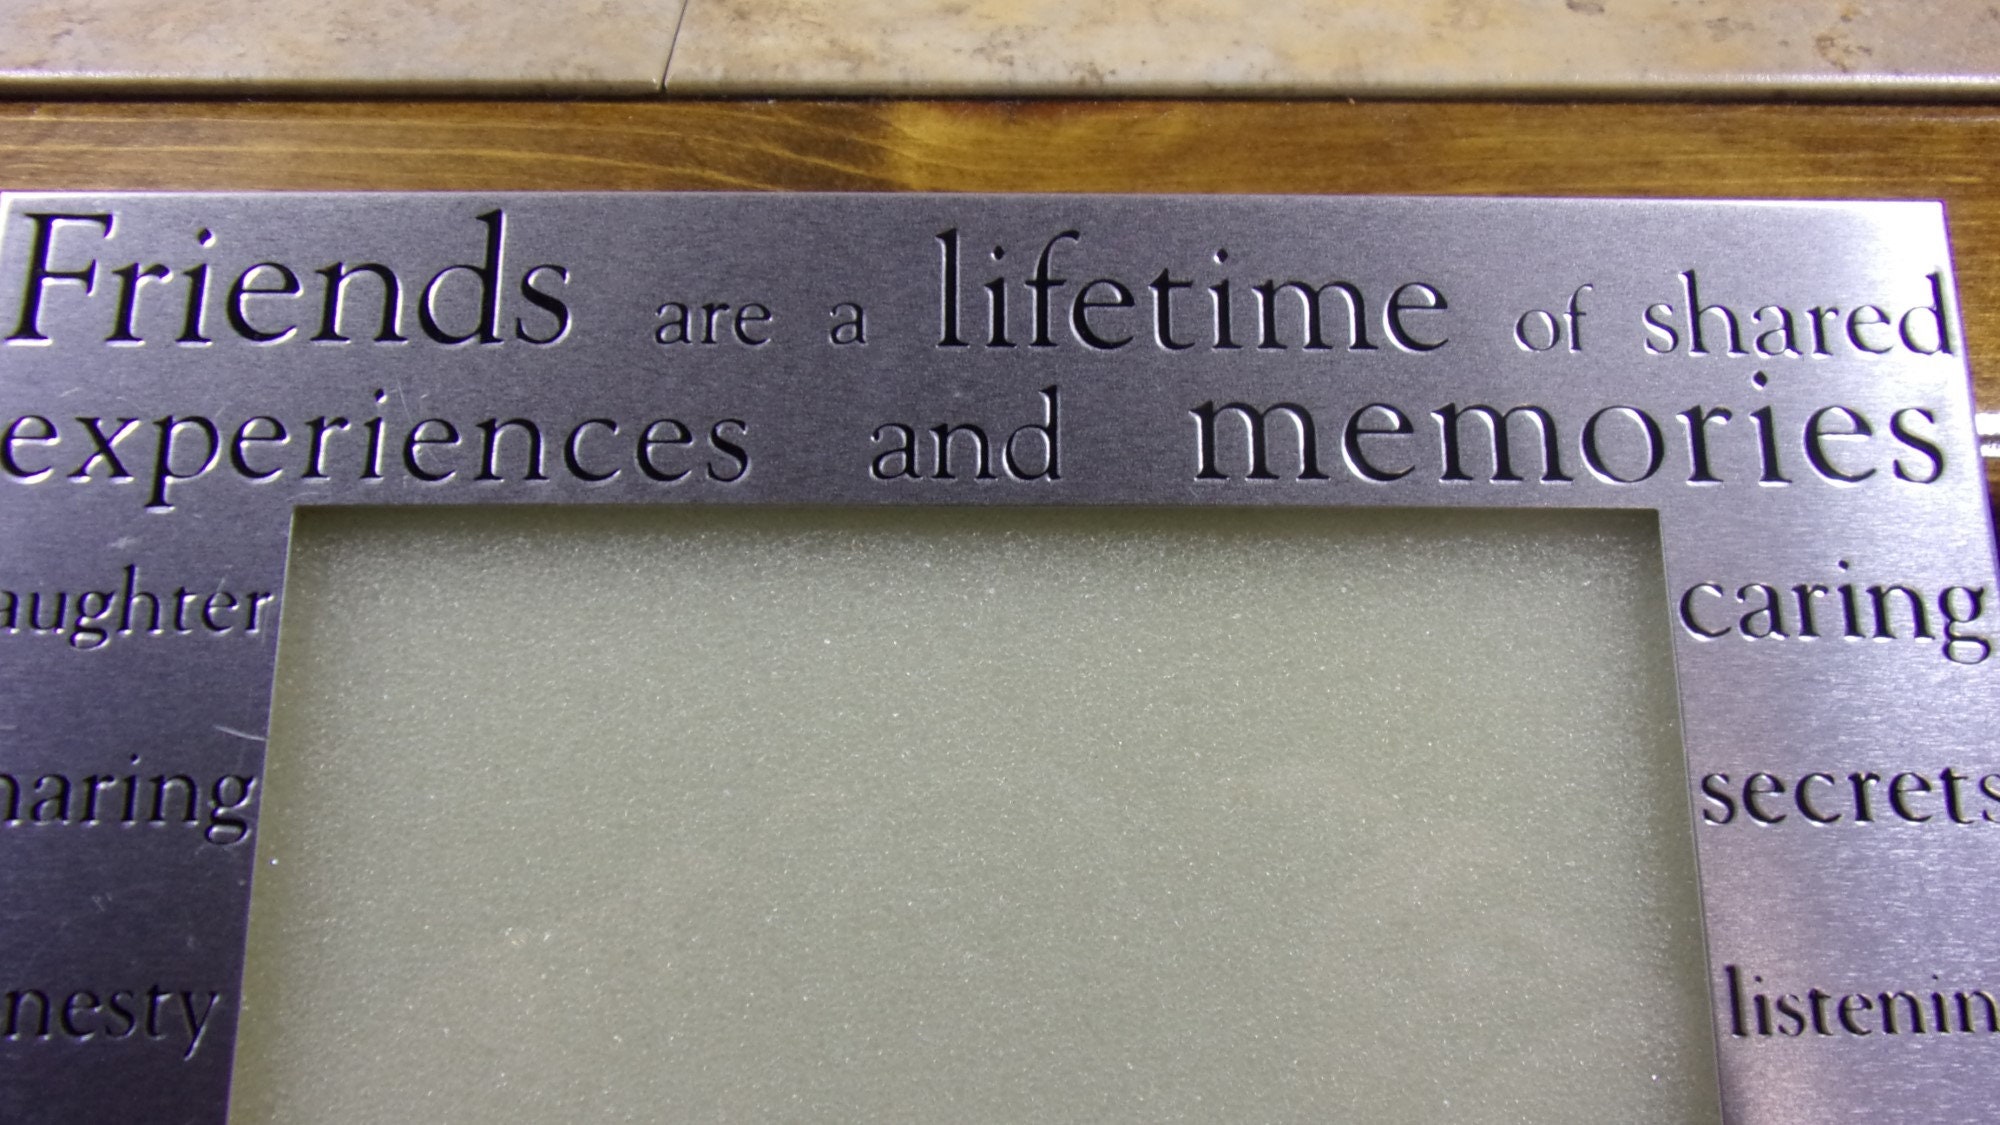 Friends are a lifetime of shared
experiences and memories
aughter
caring
haring
secrets
nesty
listenin